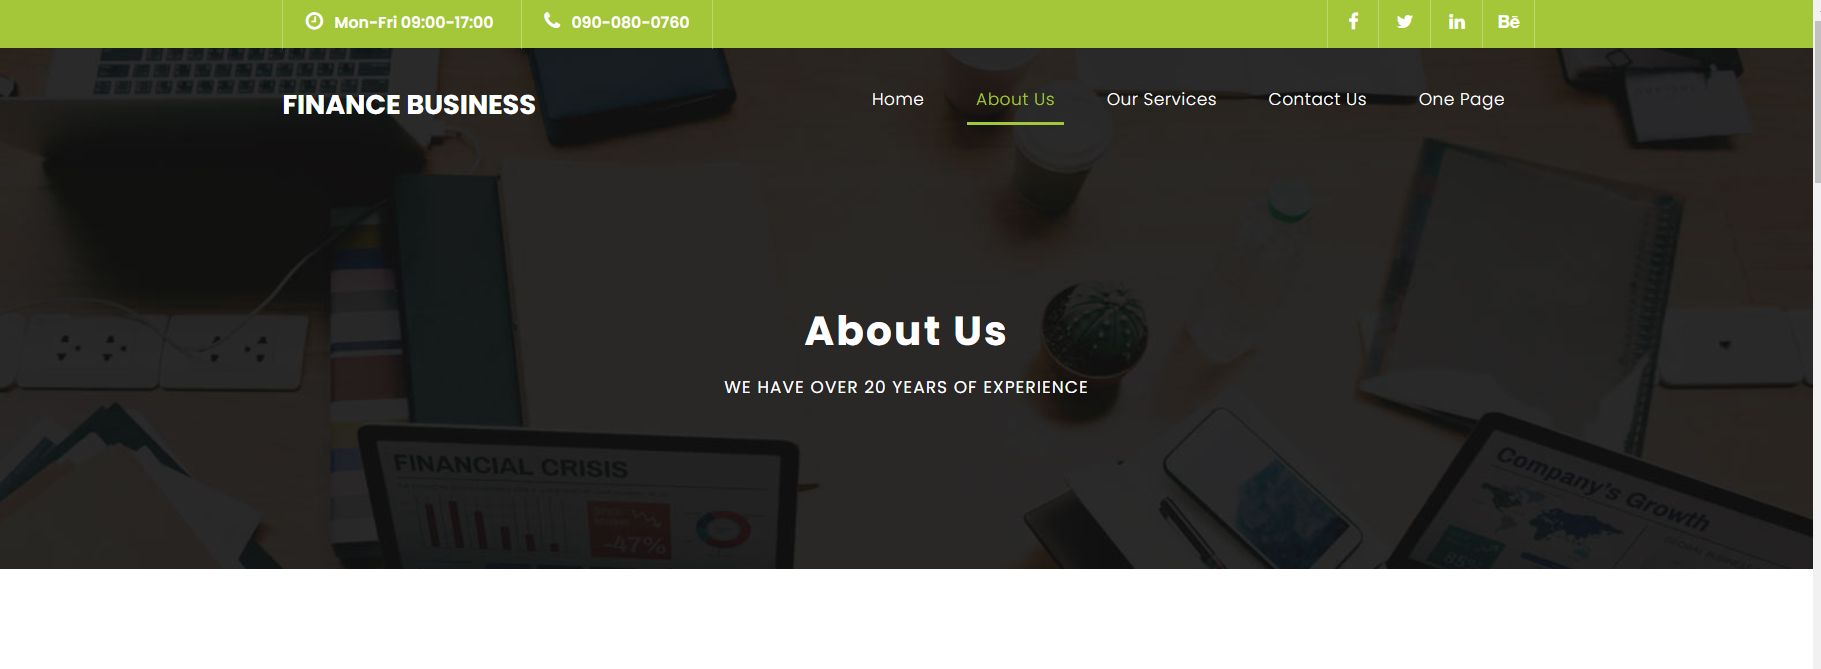 Mon-Fri 09:00-17:00
090-080-0760
Bē
FINANCE BUSINESS
Home
About Us
Our Services
Contact Us
One Page
About Us
WE HAVE OVER 20 YEARS OF EXPERIENCE
FINANCIAL CRISIS
-47%
Company's Growth
85%